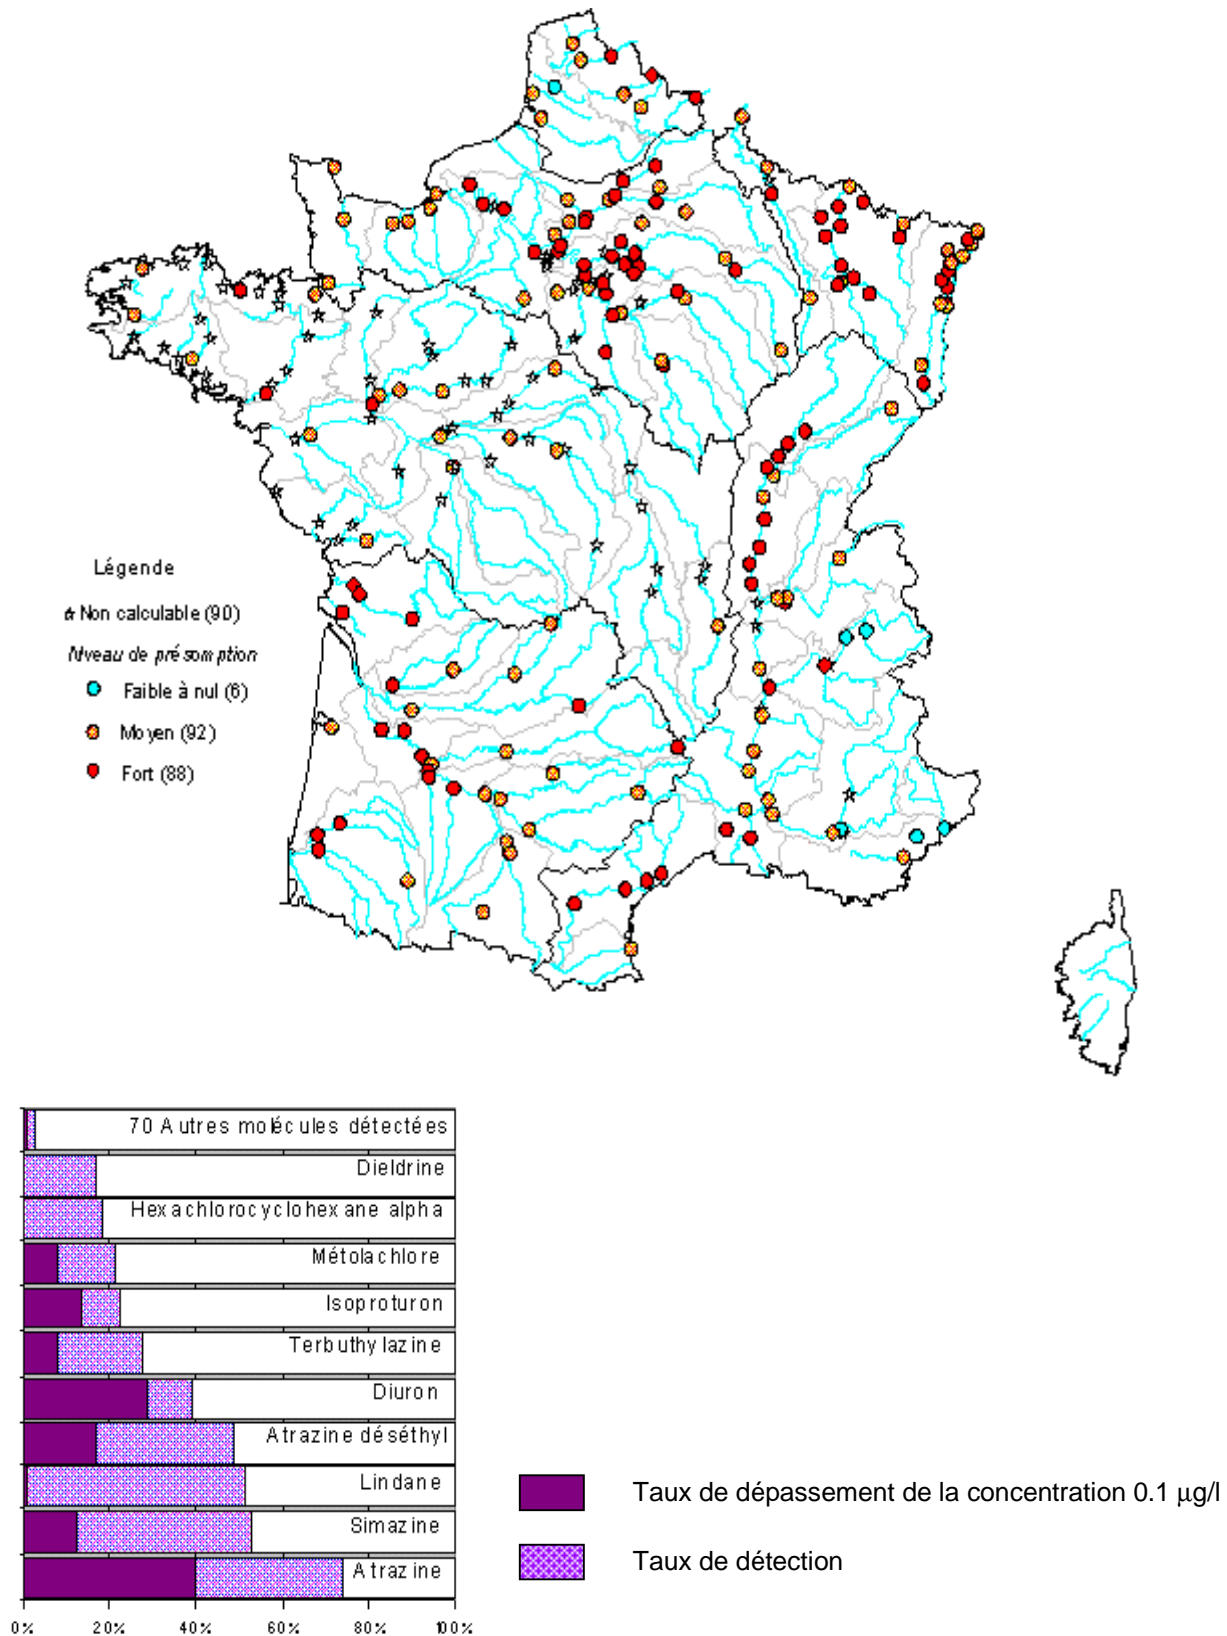 Légende
Non calculable (90)
Niveau de présomption
Faible à nul (6)
Moyen (92)
Fort (88)
70 Autres molécules détectées
Dieldrine
Hexachlorocyclohexane alpha
Métolachlore
Isoproturon
Terbuthylazine
Diuron
Atrazine déséthyl
Lindane
Simazine
Atrazine
0% 20% 40% 60% 80% 100%
Taux de dépassement de la concentration 0.1 µg/l
Taux de détection